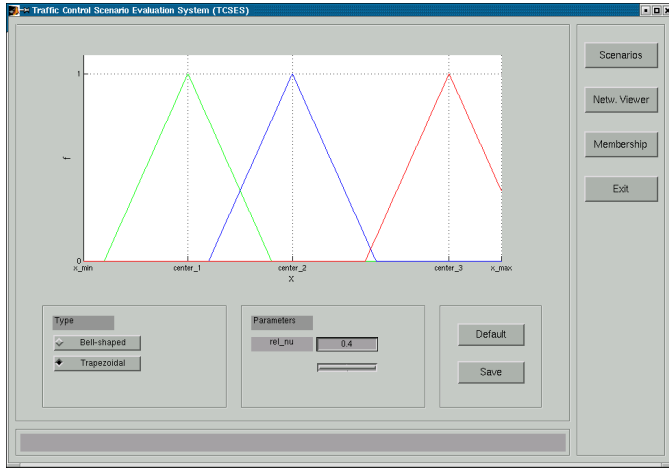 Traffic Control Scenario Evaluation System (TCSES)
1
f
0
x_min
center_1
center_2
center_3
x_max
X
Scenarios
Netw. Viewer
Membership
Exit
Type
Bell-shaped
Trapezoidal
Parameters
rel_nu
0.4
Default
Save